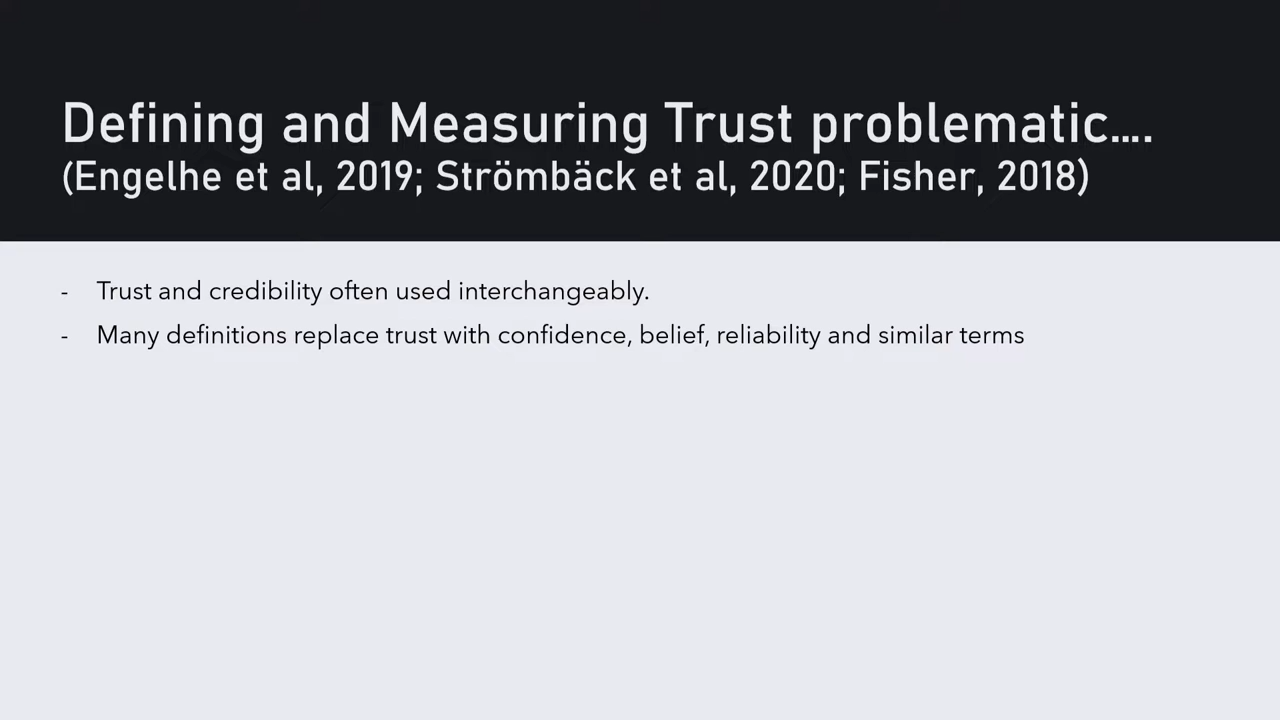 Defining and Measuring Trust problematic....
(Engelhe et al, 2019; Strömbäck et al, 2020; Fisher, 2018)
- Trust and credibility often used interchangeably.
- Many definitions replace trust with confidence, belief, reliability and similar terms